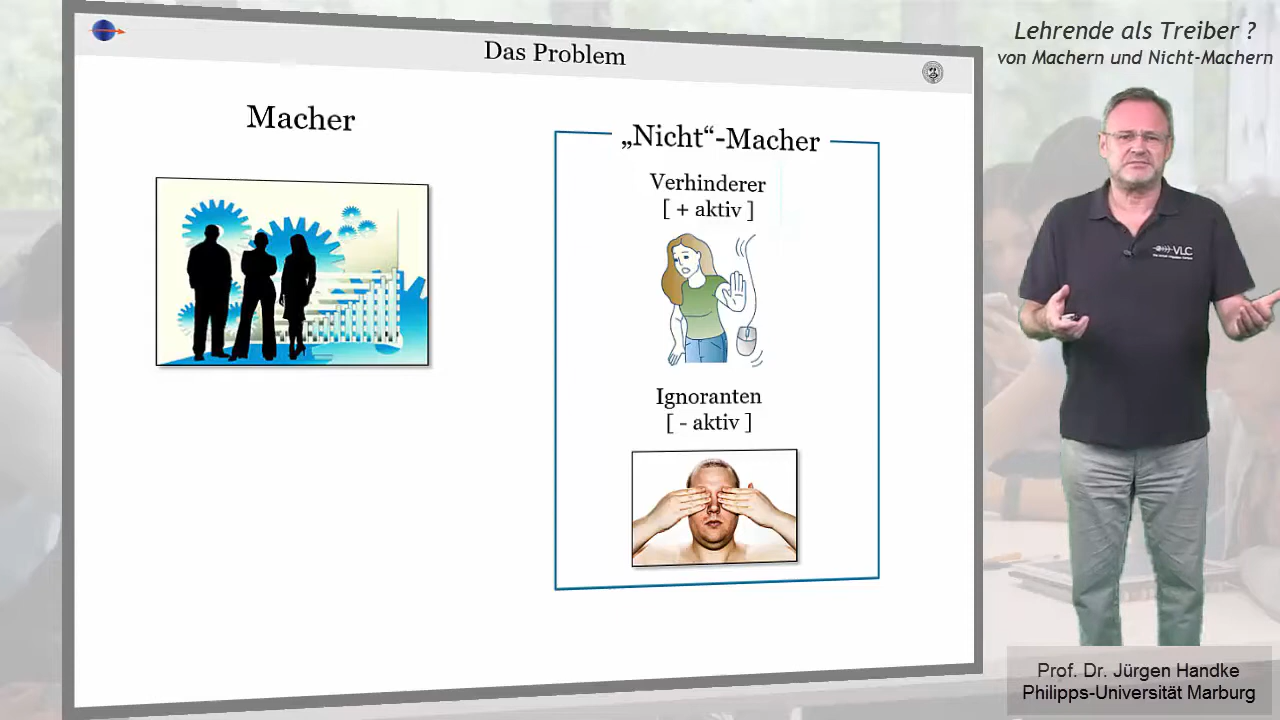 Das Problem
Macher
„Nicht“-Macher
Verhinderer
[ + aktiv ]
Ignoranten
[ - aktiv ]
Lehrende als Treiber ?
von Machern und Nicht-Machern
VLC
Prof. Dr. Jürgen Handke
Philipps-Universität Marburg